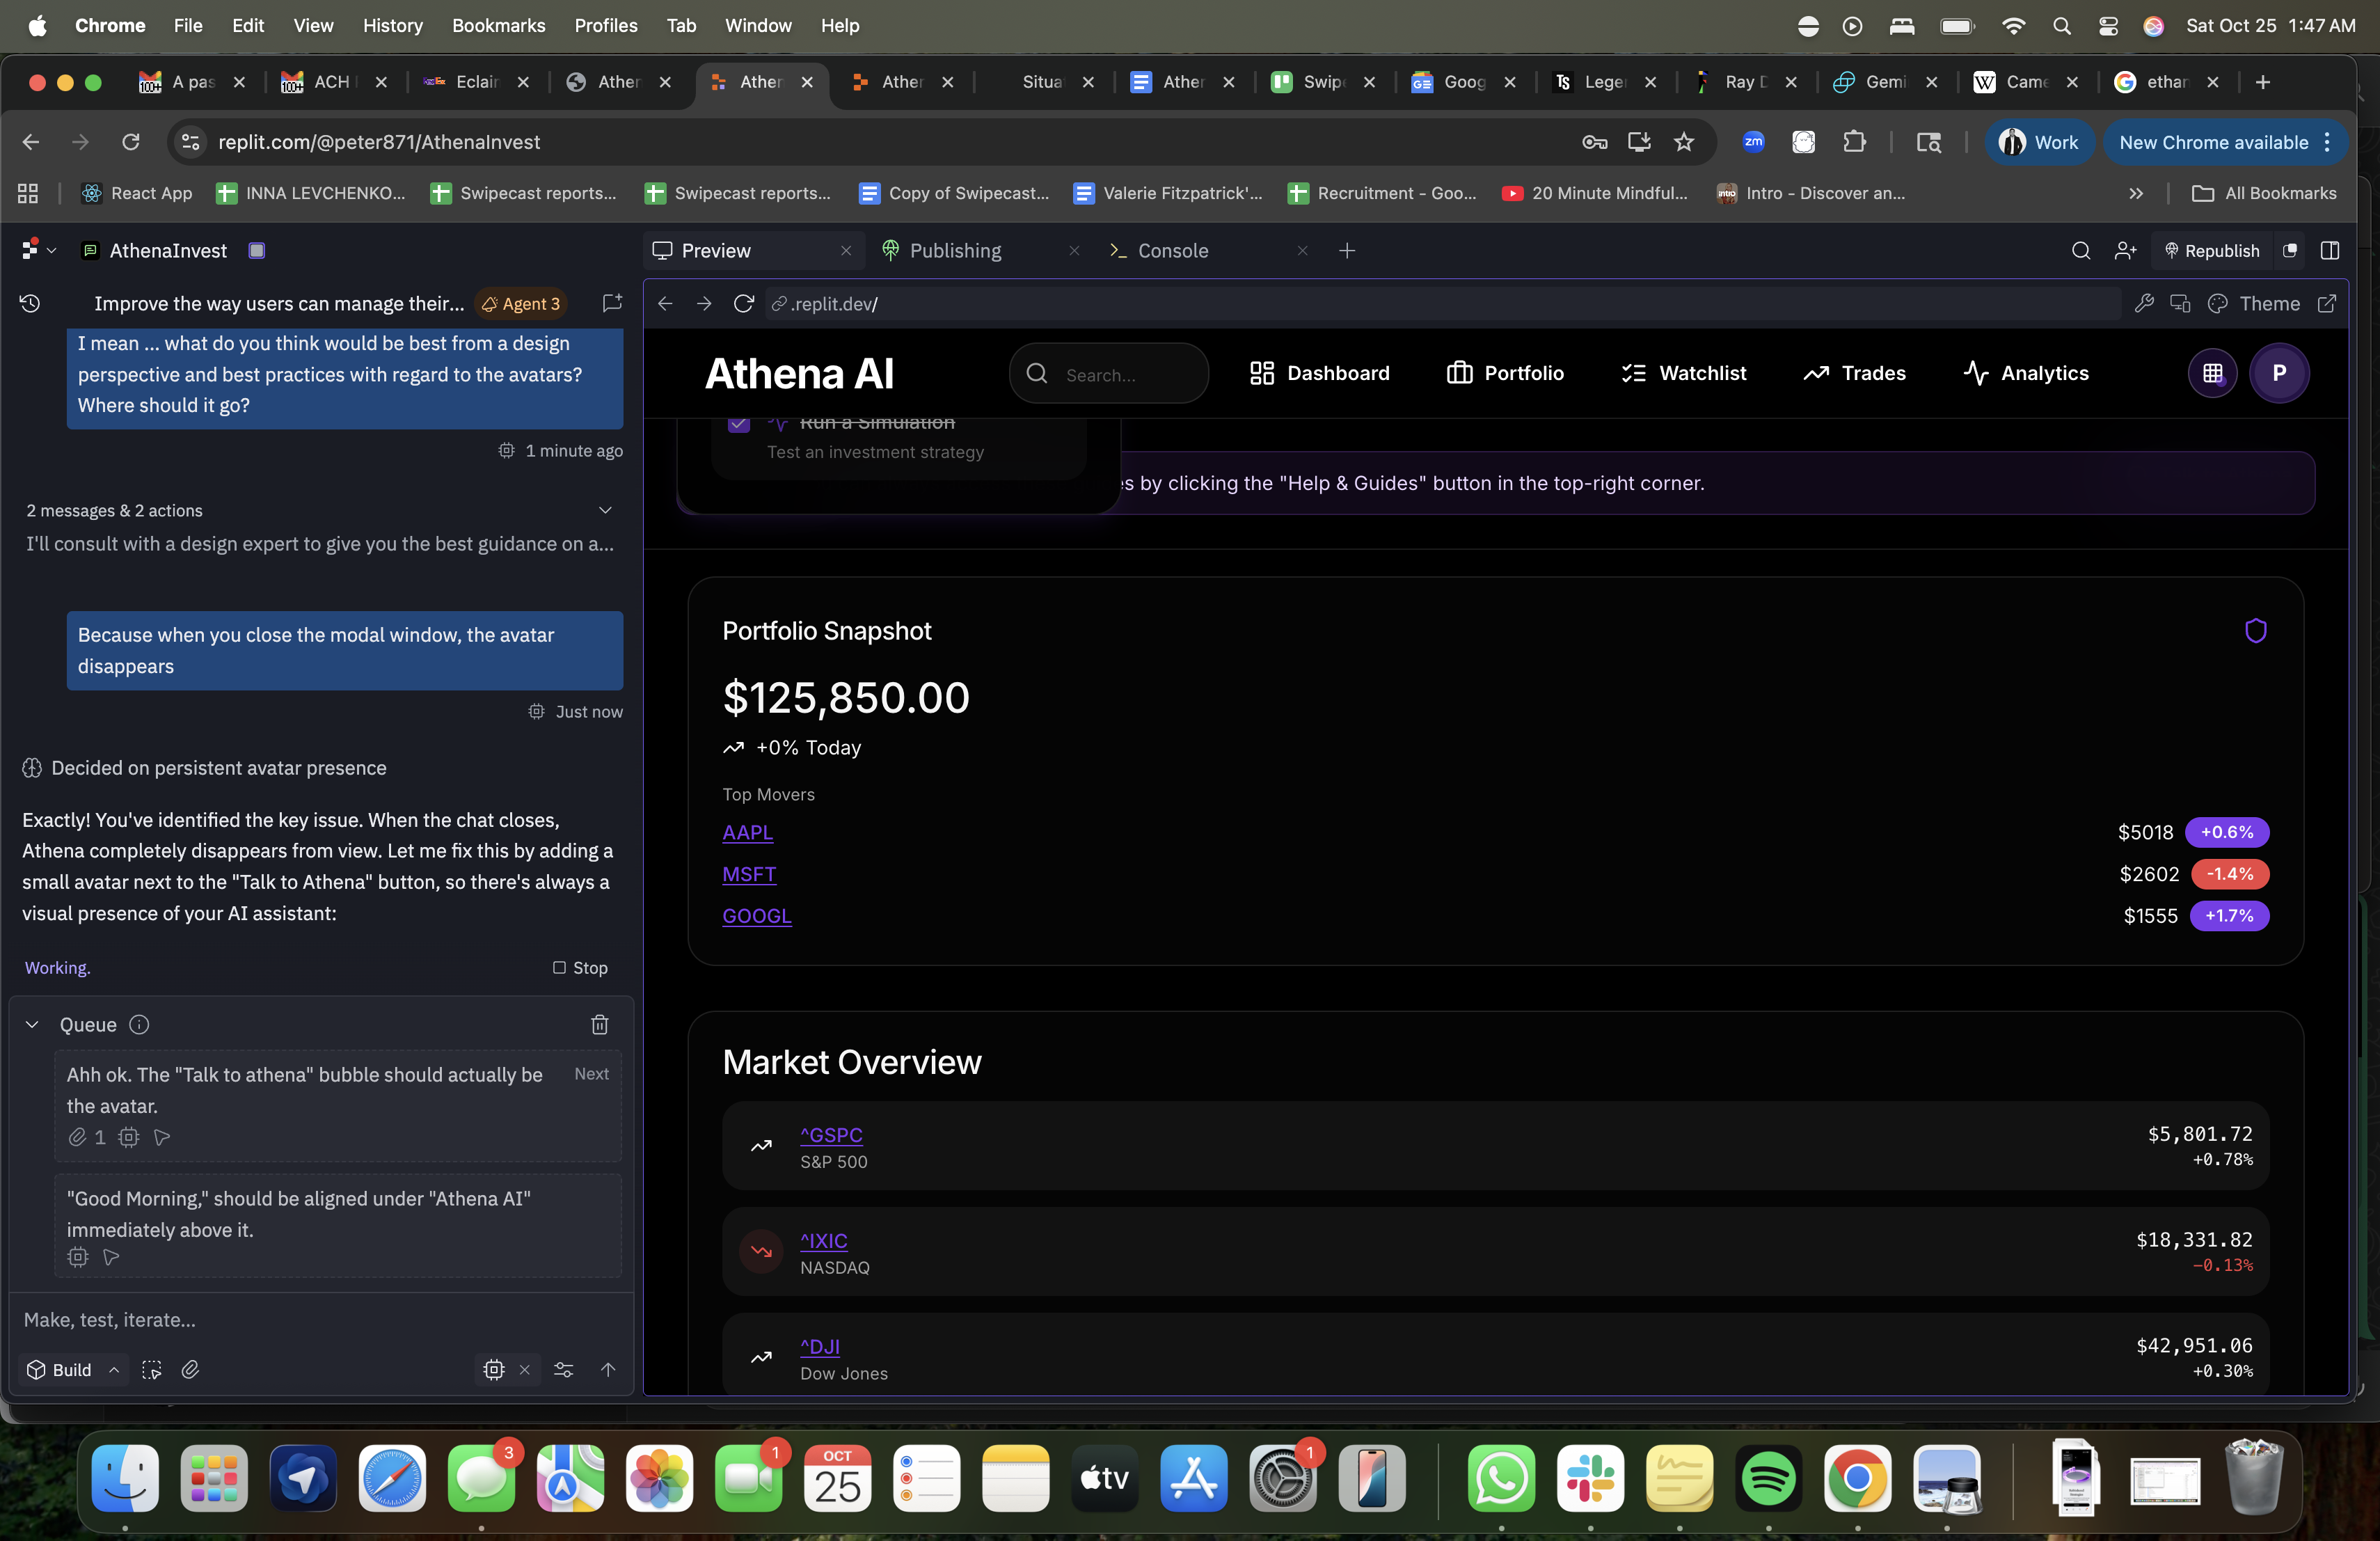 Chrome File Edit View History Bookmarks Profiles Tab Window Help Sat Oct 25 1:47 AM
A pas ACH Eclair Ather Ather Ather Situa Ather Swipe Goog Leger Ray D Gemi Came ethan
replit.com/@peter871/AthenaInvest Work New Chrome available
React App INNA LEVCHENKO... Swipecast reports... Swipecast reports... Copy of Swipecast... Valerie Fitzpatrick'... Recruitment - Goo... 20 Minute Mindful... Intro - Discover an... All Bookmarks
AthenaInvest
Preview Publishing Console Republish
Improve the way users can manage their... Agent 3
I mean ... what do you think would be best from a design
perspective and best practices with regard to the avatars?
Where should it go?
1 minute ago
2 messages & 2 actions
I'll consult with a design expert to give you the best guidance on a...
Because when you close the modal window, the avatar
disappears
Just now
Decided on persistent avatar presence
Exactly! You've identified the key issue. When the chat closes,
Athena completely disappears from view. Let me fix this by adding a
small avatar next to the "Talk to Athena" button, so there's always a
visual presence of your AI assistant:
Working. Stop
Queue
Ahh ok. The "Talk to athena" bubble should actually be
the avatar.
Next
1
"Good Morning," should be aligned under "Athena AI"
immediately above it.
Make, test, iterate...
Build
.replit.dev/ Theme
Athena AI Search... Dashboard Portfolio Watchlist Trades Analytics P
Run a Simulation
Test an investment strategy
es by clicking the "Help & Guides" button in the top-right corner.
Portfolio Snapshot
$125,850.00
+0% Today
Top Movers
AAPL $5018 +0.6%
MSFT $2602 -1.4%
GOOGL $1555 +1.7%
Market Overview
^GSPC $5,801.72
S&P 500 +0.78%
^IXIC $18,331.82
NASDAQ -0.13%
^DJI $42,951.06
Dow Jones +0.30%
3
1
OCT
25
tv
1